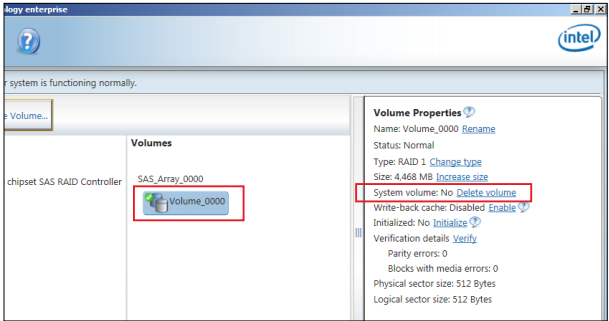 ology enterprise
intel
r system is functioning normally.
e Volume...
Volumes
chipset SAS RAID Controller
SAS_Array_0000
Volume_0000
Volume Properties
Name: Volume_0000 Rename
Status: Normal
Type: RAID 1 Change type
Size: 4,468 MB Increase size
System volume: No Delete volume
Write-back cache: Disabled Enable
Initialized: No Initialize
Verification details Verify
Parity errors: 0
Blocks with media errors: 0
Physical sector size: 512 Bytes
Logical sector size: 512 Bytes